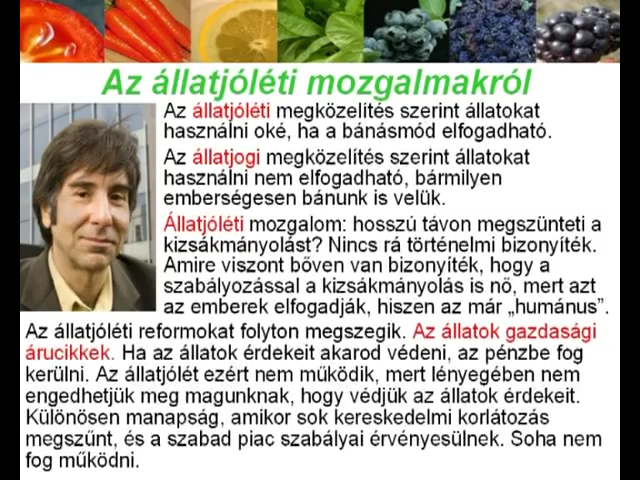 Az állatjóléti mozgalmakról
Az állatjóléti megközelítés szerint állatokat
használni oké, ha a bánásmód elfogadható.
Az állatjogi megközelítés szerint állatokat
használni nem elfogadható, bármilyen
emberségesen bánunk is velük.
Állatjóléti mozgalom: hosszú távon megszünteti a
kizsákmányolást? Nincs rá történelmi bizonyíték.
Amire viszont bőven van bizonyíték, hogy a
szabályozással a kizsákmányolás is nő, mert azt
az emberek elfogadják, hiszen az már „humánus”.
Az állatjóléti reformokat folyton megszegik. Az állatok gazdasági
árucikkek. Ha az állatok érdekeit akarod védeni, az pénzbe fog
kerülni. Az állatjólét ezért nem működik, mert lényegében nem
engedhetjük meg magunknak, hogy védjük az állatok érdekeit.
Különösen manapság, amikor sok kereskedelmi korlátozás
megszűnt, és a szabad piac szabályai érvényesülnek. Soha nem
fog működni.